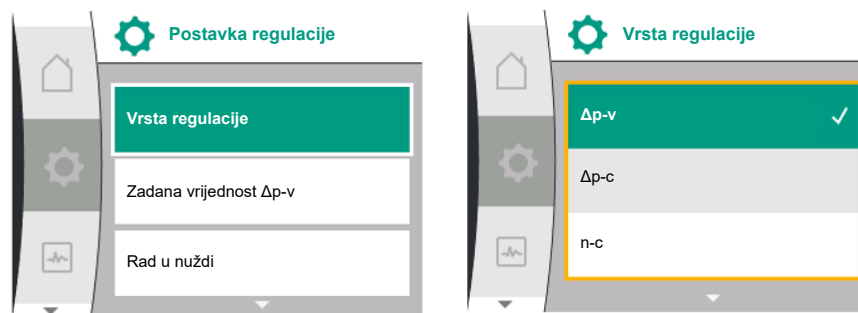 Postavka regulacije
Vrsta regulacije
Zadana vrijednost Δp-v
Rad u nuždi
Vrsta regulacije
Δp-v
Δp-c
n-c